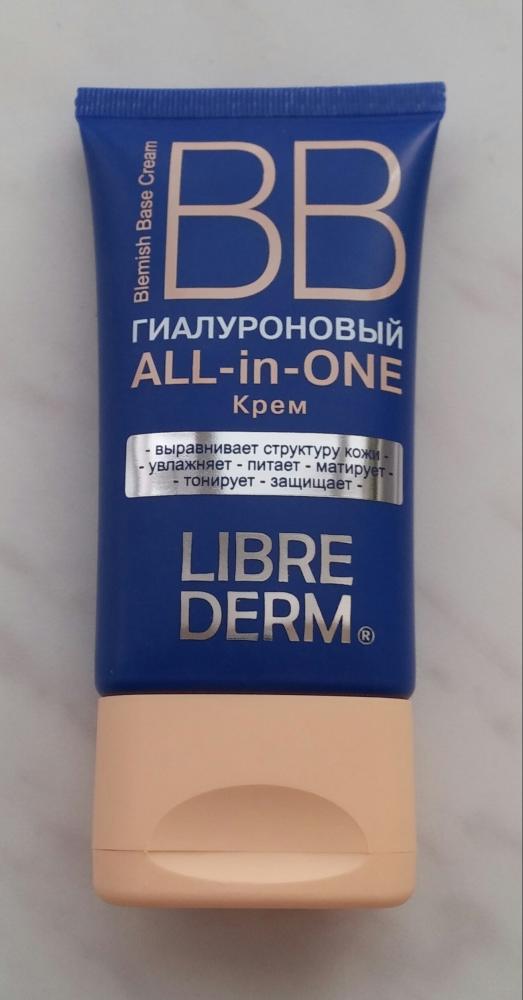 Blemish Base Cream
BB
ГИАЛУРОНОВЫЙ
ALL-in-ONE
Крем
- выравнивает структуру кожи -
- увлажняет - питает - матирует -
- тонирует - защищает -
LIBRE
DERM®